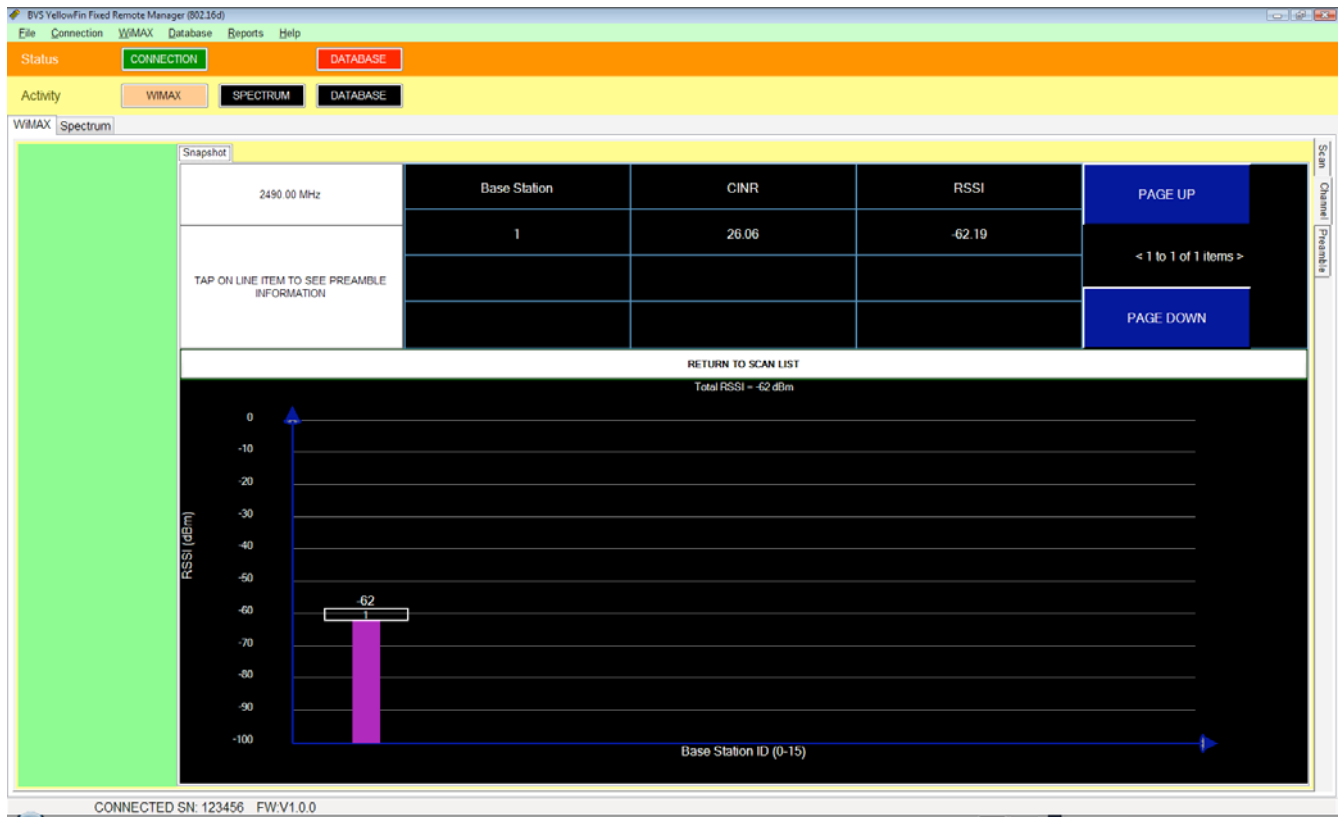 BVS YellowFin Fixed Remote Manager (802.16d)
File Connection WiMAX Database Reports Help
Status CONNECTION DATABASE
Activity WIMAX SPECTRUM DATABASE
WiMAX Spectrum
Snapshot
Scan
Channel
Preamble
2490.00 MHz
TAP ON LINE ITEM TO SEE PREAMBLE
INFORMATION
Base Station CINR RSSI
1 26.06 -62.19
PAGE UP
< 1 to 1 of 1 items >
PAGE DOWN
RETURN TO SCAN LIST
Total RSSI = -62 dBm
RSSI (dBm)
0
-10
-20
-30
-40
-50
-60
-70
-80
-90
-100
-62
1
Base Station ID (0-15)
CONNECTED SN: 123456 FW:V1.0.0